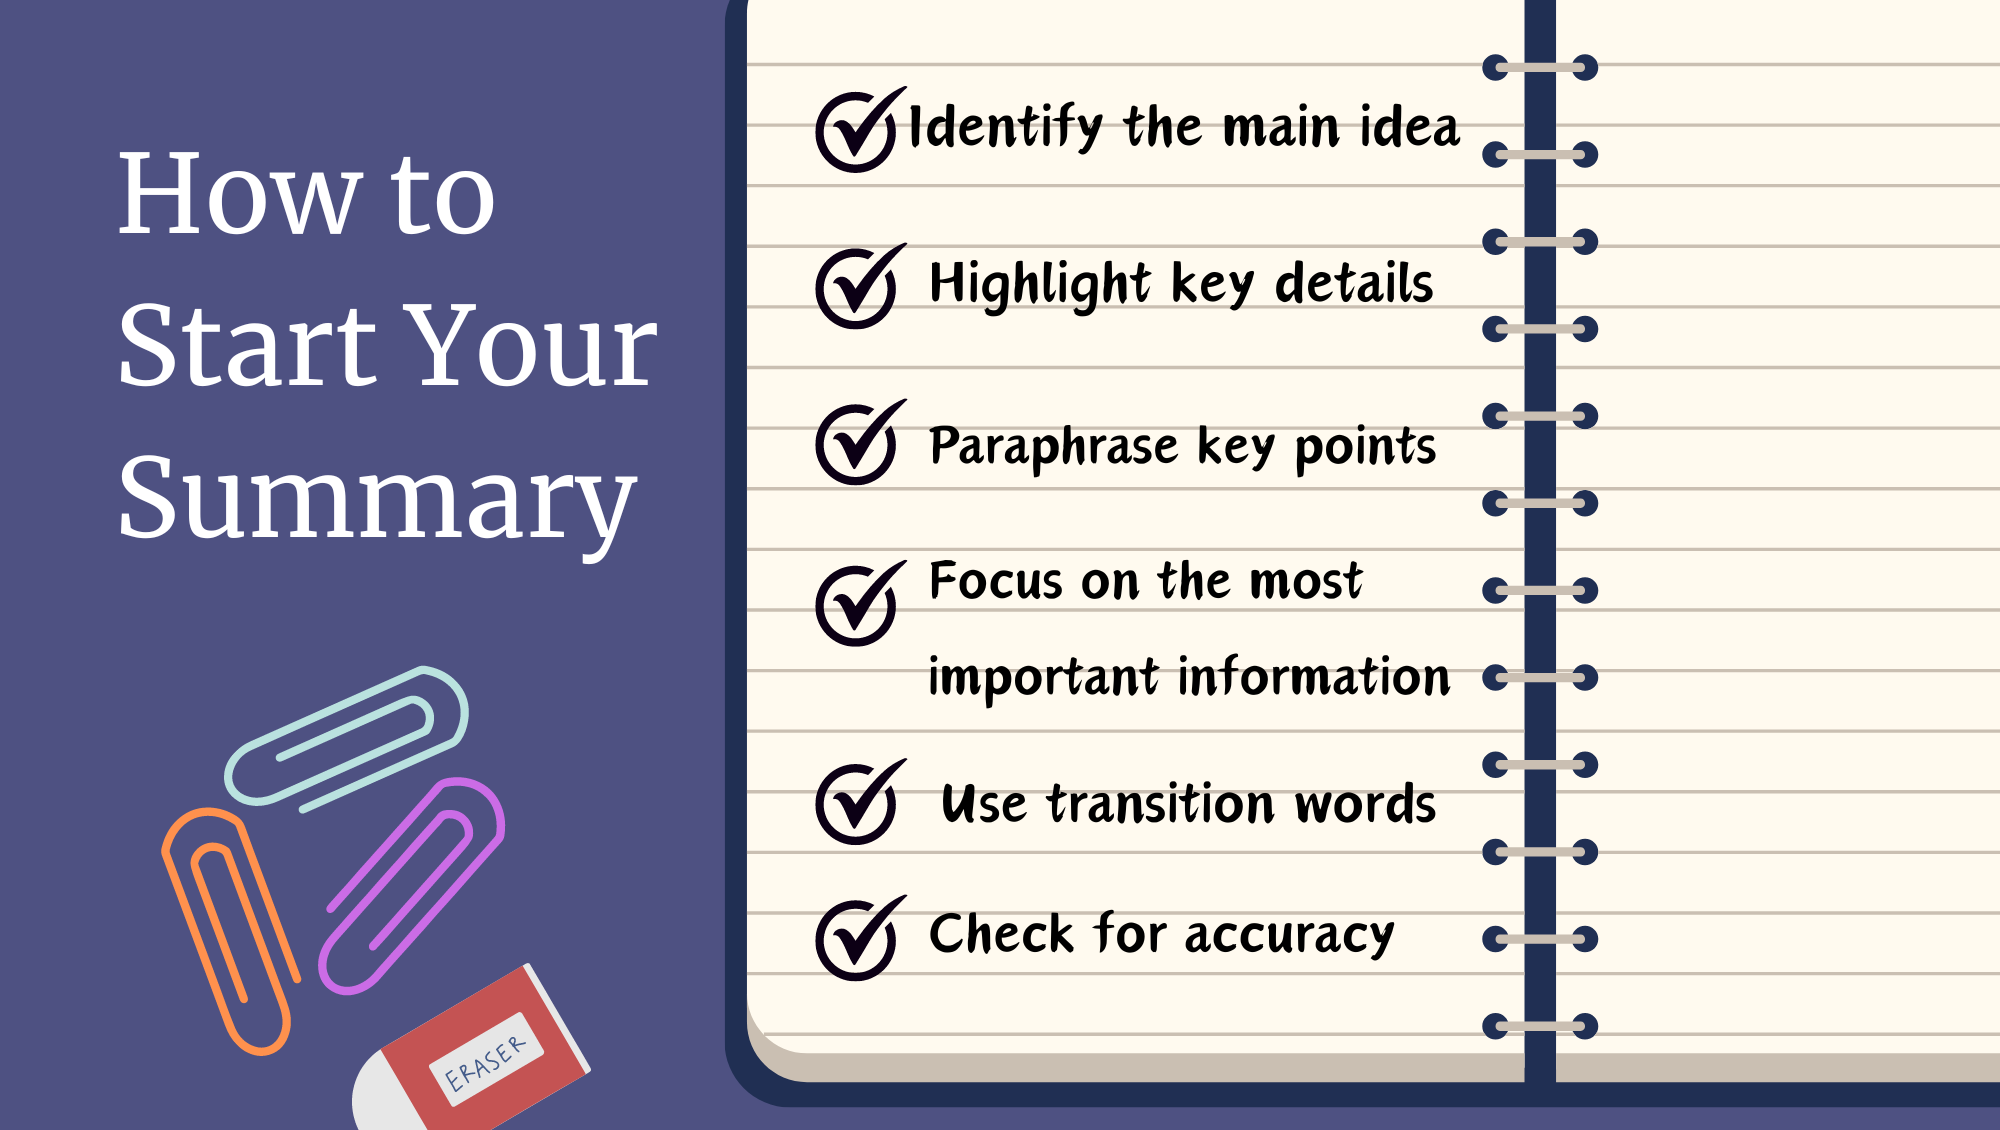 How to
Start Your
Summary
Identify the main idea
Highlight key details
Paraphrase key points
Focus on the most
important information
Use transition words
Check for accuracy
ERASER